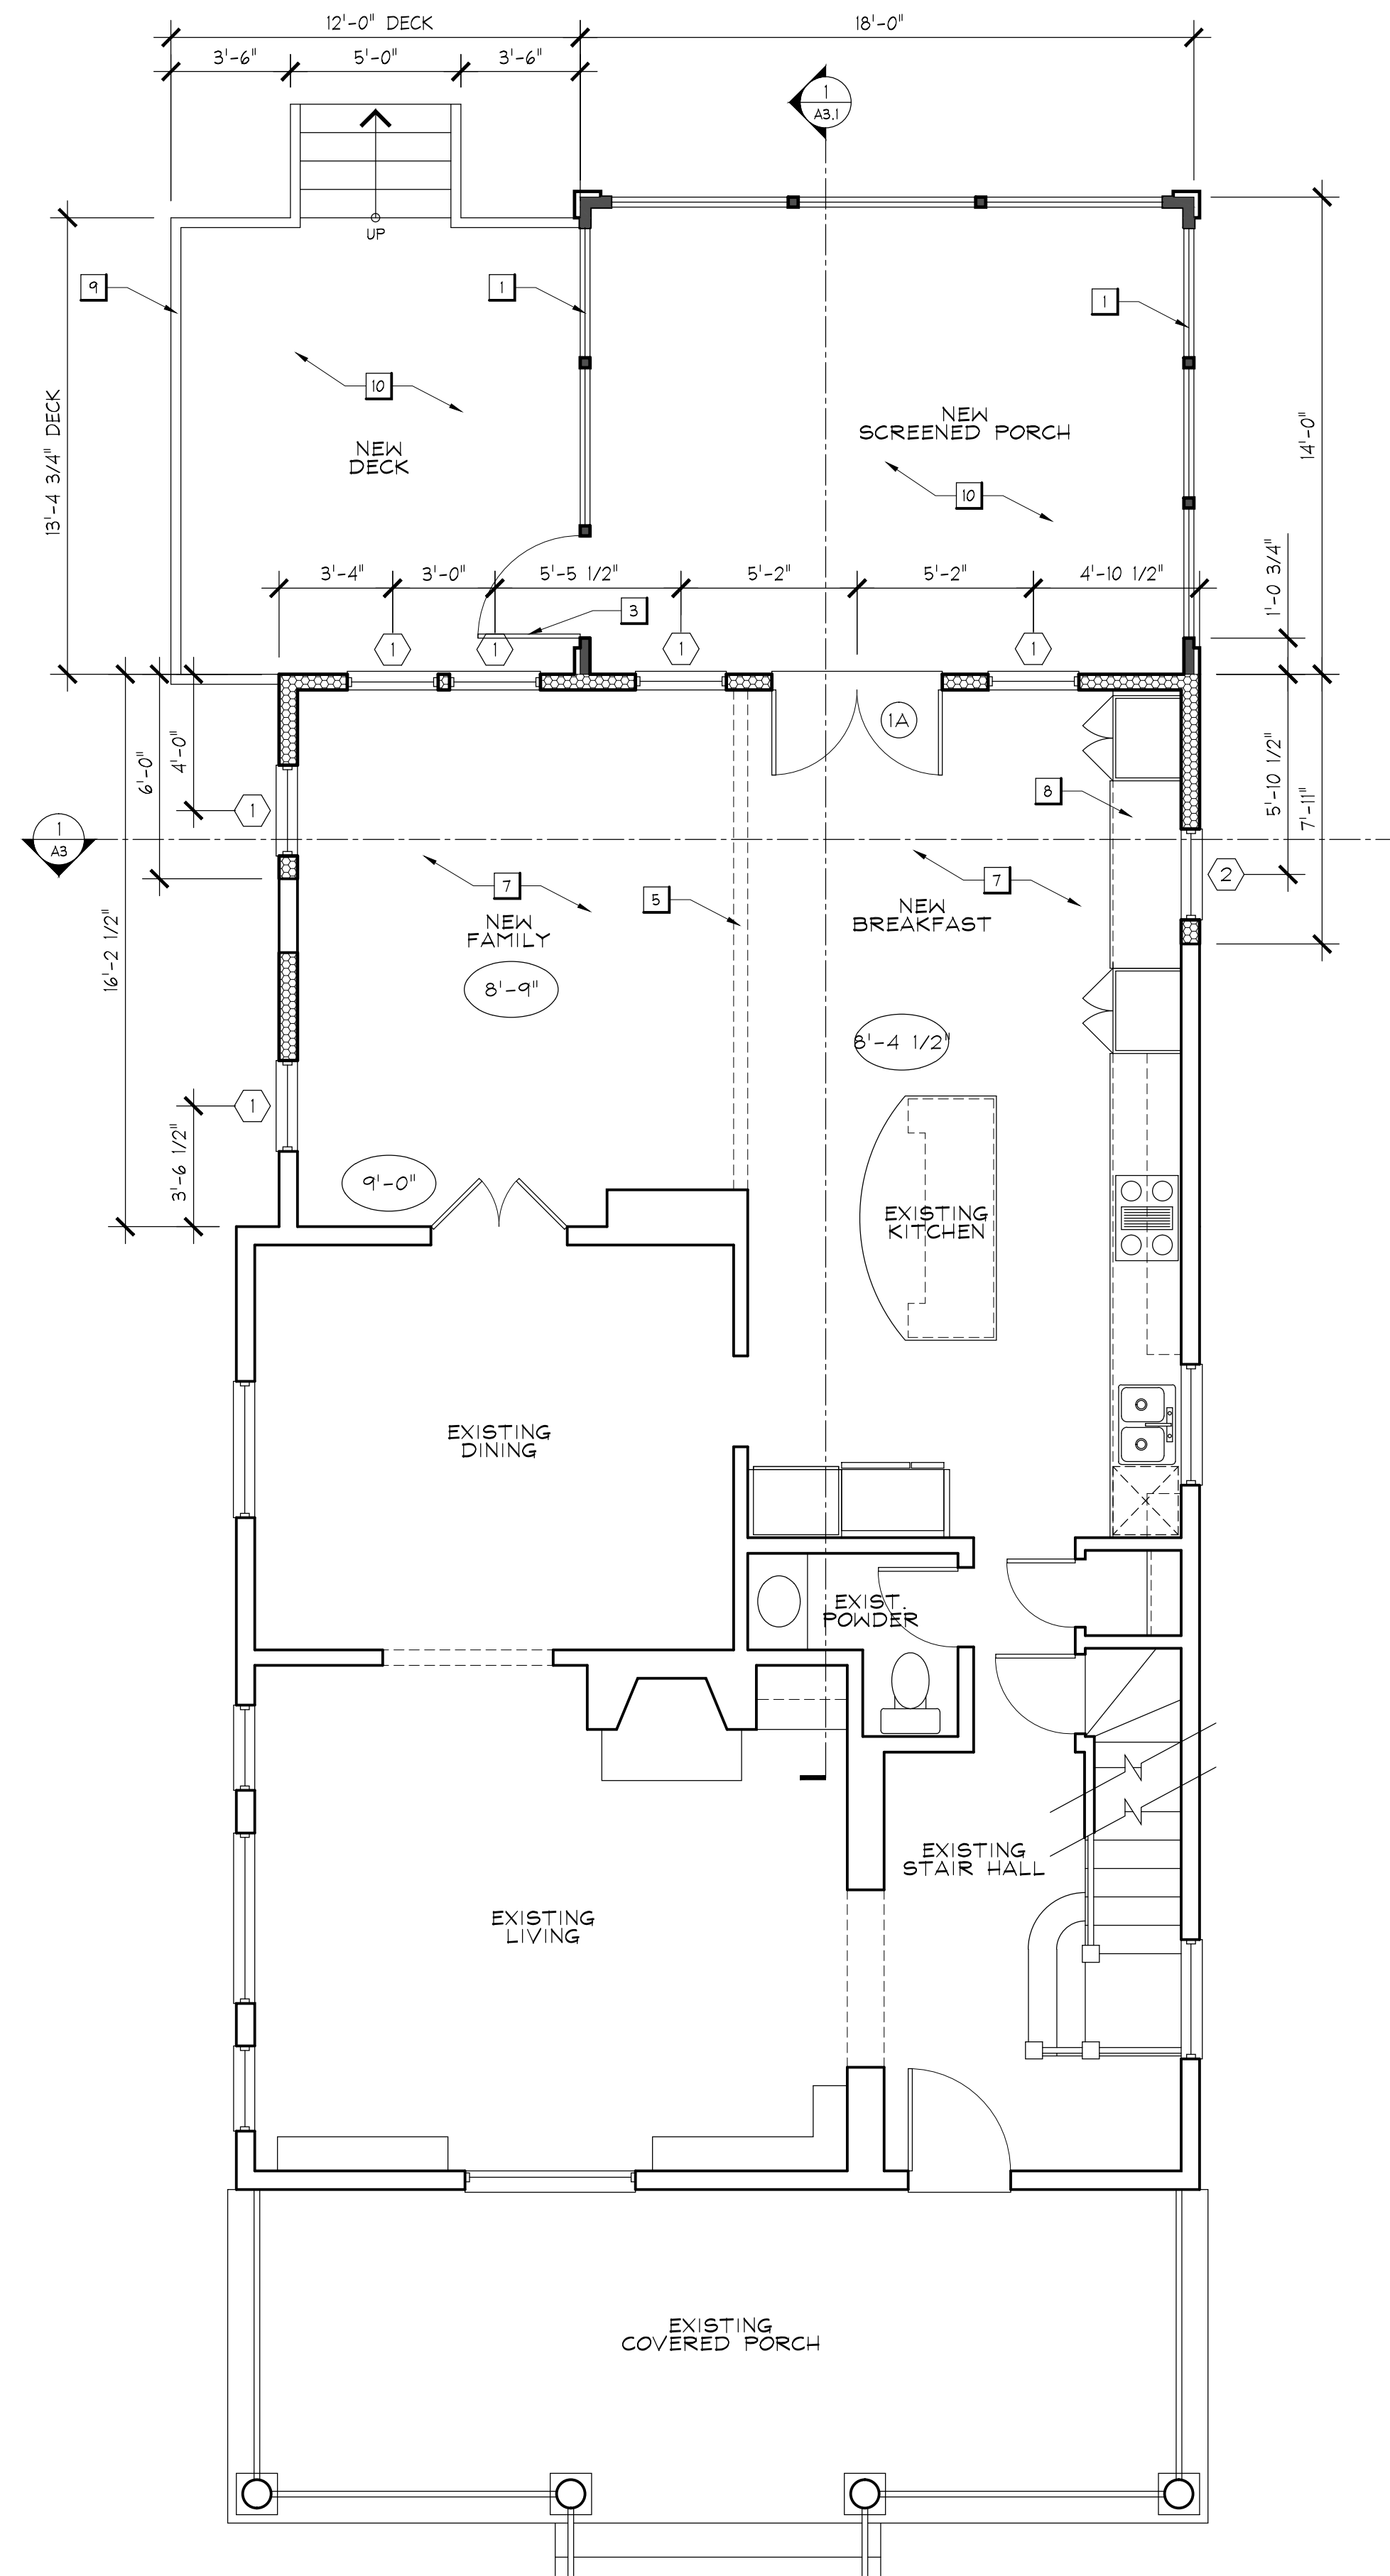 12'-0" DECK
18'-0"
3'-6"
5'-0"
3'-6"
1
A3.1
UP
9
1
1
10
NEW
DECK
NEW
SCREENED PORCH
10
13'-4 3/4" DECK
14'-0"
3'-4"
3'-0"
5'-5 1/2"
5'-2"
5'-2"
4'-10 1/2"
1'-0 3/4"
3
1
1
1
1
1A
4'-0"
6'-0"
16'-2 1/2"
1
8
5'-10 1/2"
7'-11"
1
A3
7
5
7
2
NEW
FAMILY
NEW
BREAKFAST
8'-9"
8'-4 1/2"
1
3'-6 1/2"
9'-0"
EXISTING
KITCHEN
EXISTING
DINING
EXIST.
POWDER
EXISTING
STAIR HALL
EXISTING
LIVING
EXISTING
COVERED PORCH